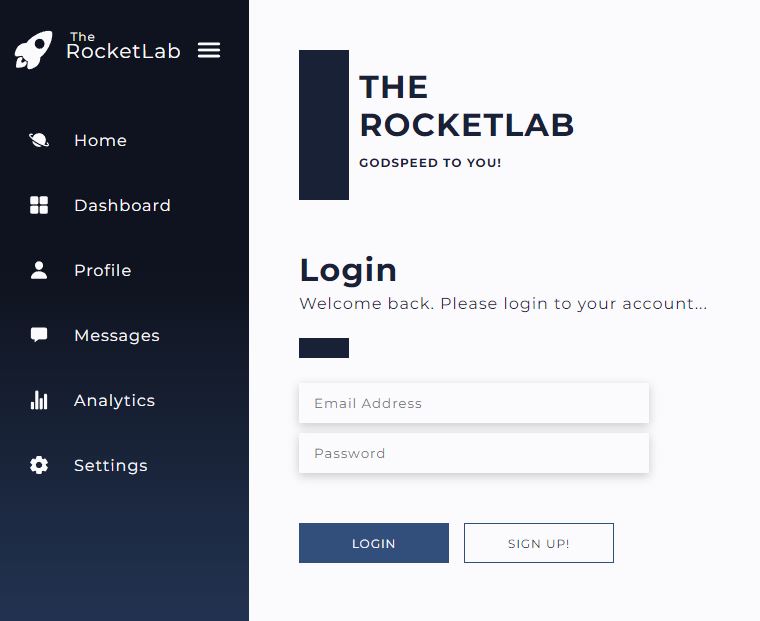 The
RocketLab
Home
Dashboard
Profile
Messages
Analytics
Settings
THE
ROCKETLAB
GODSPEED TO YOU!
Login
Welcome back. Please login to your account...
Email Address
Password
LOGIN
SIGN UP!